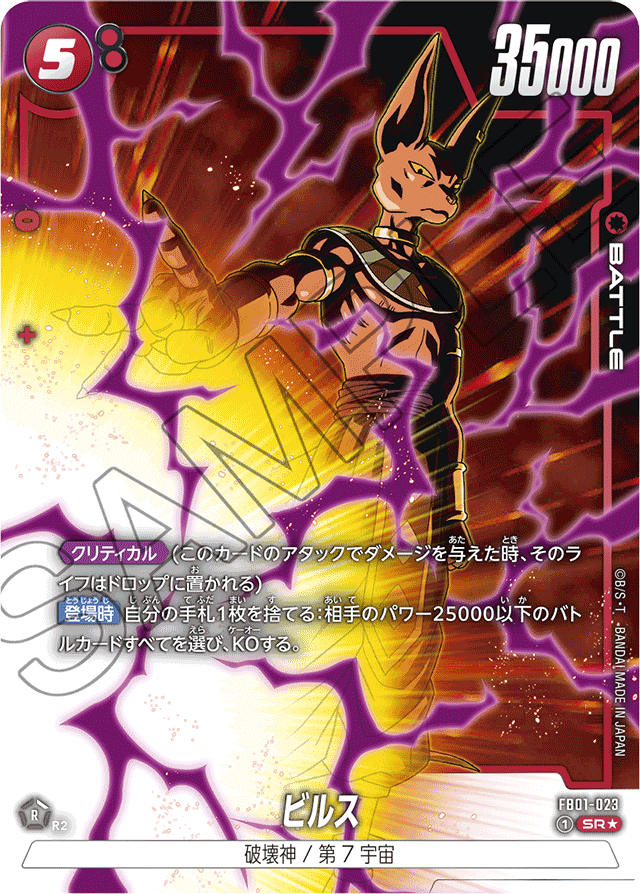 5
35000
BATTLE
SAMPLE
クリティカル (このカードのアタックでダメージを与えた時、そのラ
イフはドロップに置かれる)
登場時 自分の手札1枚を捨てる:相手のパワー25000以下のバト
ルカードすべてを選び、KOする。
©B/S・T BANDAI MADE IN JAPAN
ビルス
FB01-023
R R2
1 SR★
破壊神 / 第7宇宙